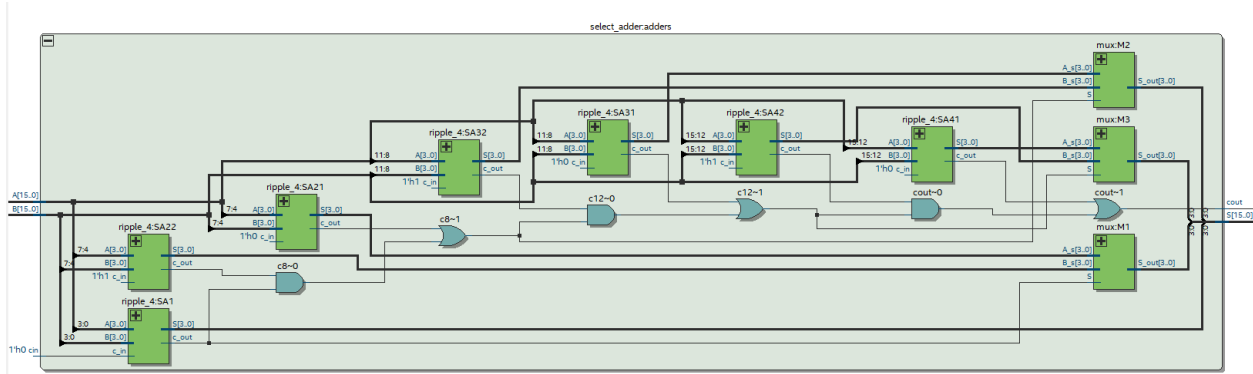 select_adder:adders
mux:M2
A_s[3..0]
B_s[3..0]
S
S_out[3..0]
ripple_4:SA31
11:8
A[3..0]
11:8
B[3..0]
1'h0
c_in
S[3..0]
c_out
ripple_4:SA42
15:12
A[3..0]
15:12
B[3..0]
1'h1
c_in
S[3..0]
c_out
ripple_4:SA41
15:12
A[3..0]
15:12
B[3..0]
1'h0
c_in
S[3..0]
c_out
mux:M3
A_s[3..0]
B_s[3..0]
S
S_out[3..0]
ripple_4:SA32
11:8
A[3..0]
11:8
B[3..0]
1'h1
c_in
S[3..0]
c_out
ripple_4:SA21
7:4
A[3..0]
7:4
B[3..0]
1'h0
c_in
S[3..0]
c_out
A[15..0]
B[15..0]
c12~0
c12~1
cout~0
cout~1
cout
S[15..0]
3:0
3:0
3:0
3:0
c8~1
ripple_4:SA22
7:4
A[3..0]
7:4
B[3..0]
1'h1
c_in
S[3..0]
c_out
c8~0
mux:M1
A_s[3..0]
B_s[3..0]
S
S_out[3..0]
ripple_4:SA1
3:0
A[3..0]
3:0
B[3..0]
c_in
S[3..0]
c_out
1'h0 cin